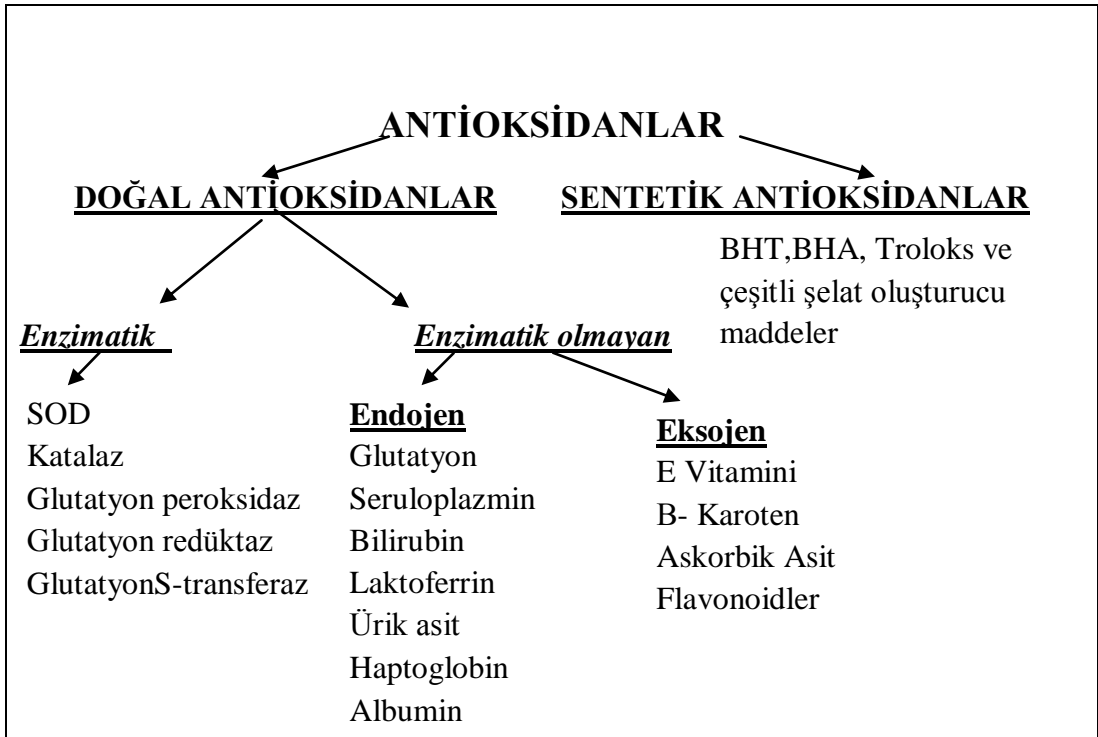 ANTİOKSİDANLAR
DOĞAL ANTİOKSİDANLAR
SENTETİK ANTİOKSİDANLAR
BHT,BHA, Troloks ve
çeşitli şelat oluşturucu
maddeler
Enzimatik
SOD
Katalaz
Glutatyon peroksidaz
Glutatyon redüktaz
GlutatyonS-transferaz
Enzimatik olmayan
Endojen
Glutatyon
Seruloplazmin
Bilirubin
Laktoferrin
Ürik asit
Haptoglobin
Albumin
Eksojen
E Vitamini
B- Karoten
Askorbik Asit
Flavonoidler